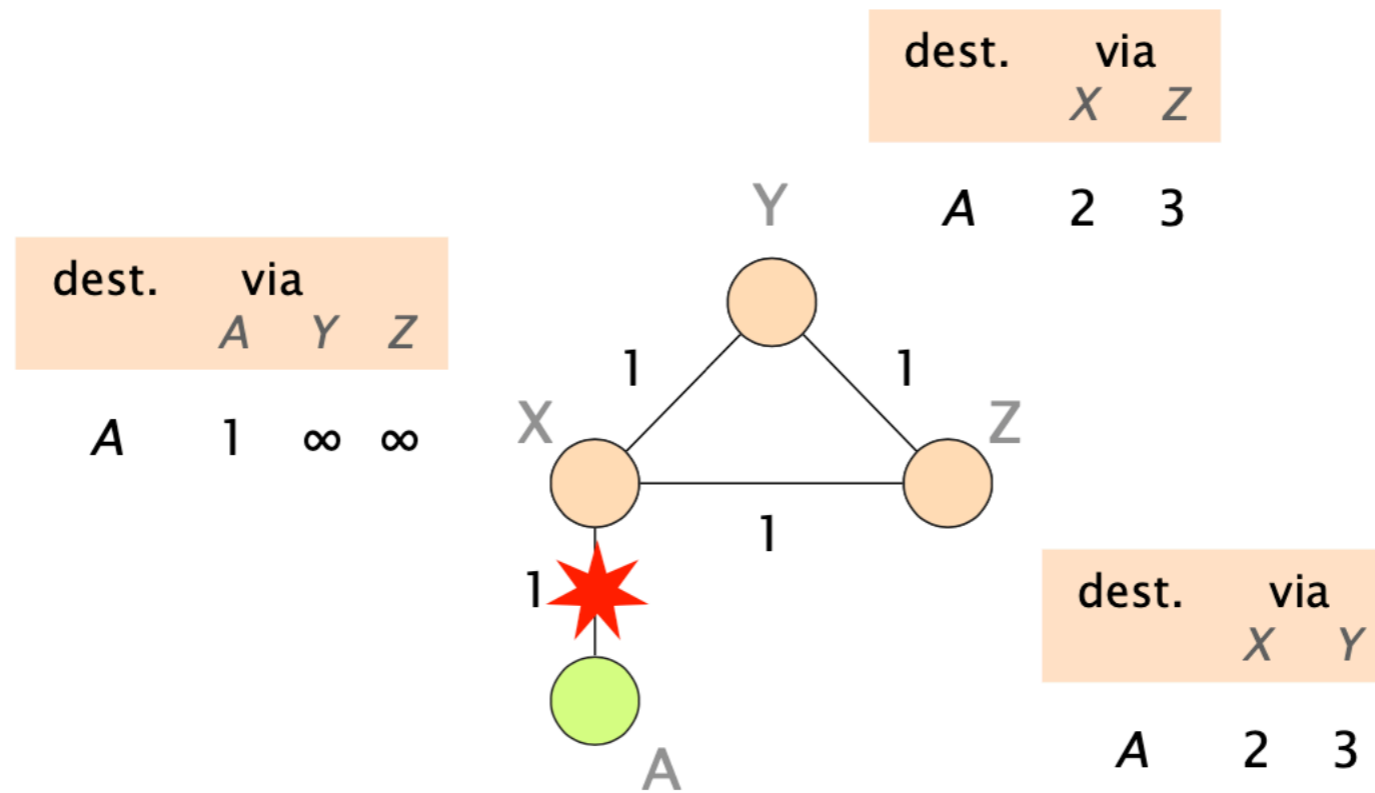 dest. via
X Z
A 2 3
Y
dest. via
A Y Z
A 1 ∞ ∞
1 1
X Z
1
1
dest. via
X Y
A 2 3
A